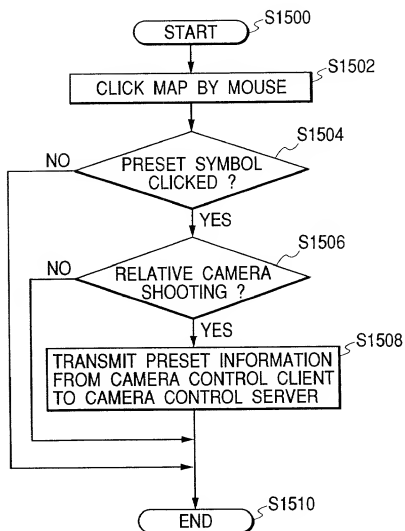 START
S1500
CLICK MAP BY MOUSE
S1502
PRESET SYMBOL
CLICKED ?
S1504
NO
YES
RELATIVE CAMERA
SHOOTING ?
S1506
NO
YES
TRANSMIT PRESET INFORMATION
FROM CAMERA CONTROL CLIENT
TO CAMERA CONTROL SERVER
S1508
END
S1510